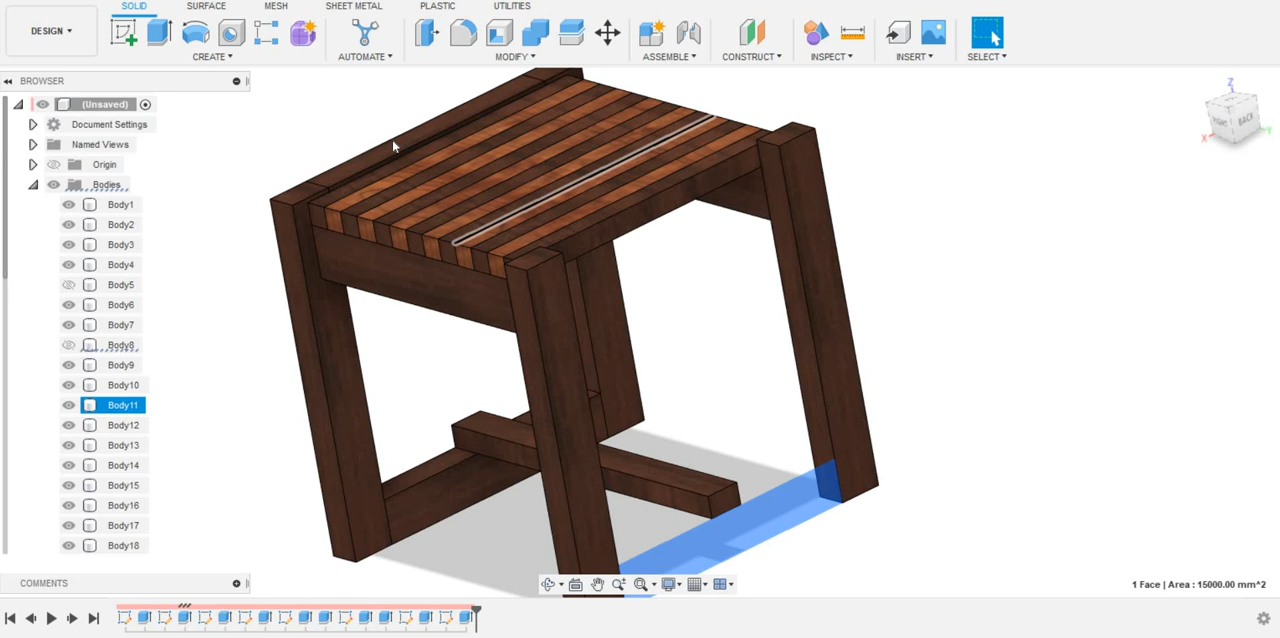 SOLID SURFACE MESH SHEET METAL PLASTIC UTILITIES
DESIGN
CREATE AUTOMATE MODIFY ASSEMBLE CONSTRUCT INSPECT INSERT SELECT
BROWSER
(Unsaved)
Document Settings
Named Views
Origin
Bodies
Body1
Body2
Body3
Body4
Body5
Body6
Body7
Body8
Body9
Body10
Body11
Body12
Body13
Body14
Body15
Body16
Body17
Body18
Z
RIGHT BACK
X Y
COMMENTS
1 Face | Area : 15000.00 mm^2